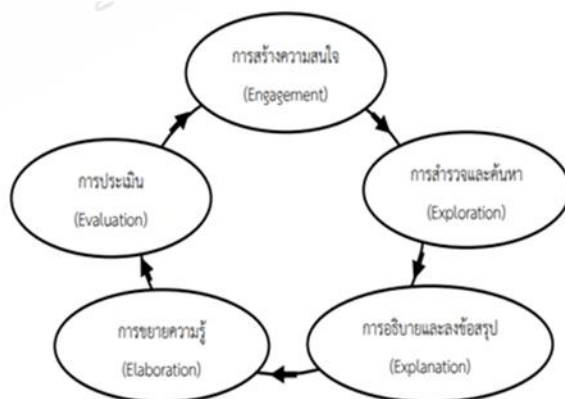 การสร้างความสนใจ
(Engagement)
การสำรวจและค้นหา
(Exploration)
การอธิบายและลงข้อสรุป
(Explanation)
การขยายความรู้
(Elaboration)
การประเมิน
(Evaluation)